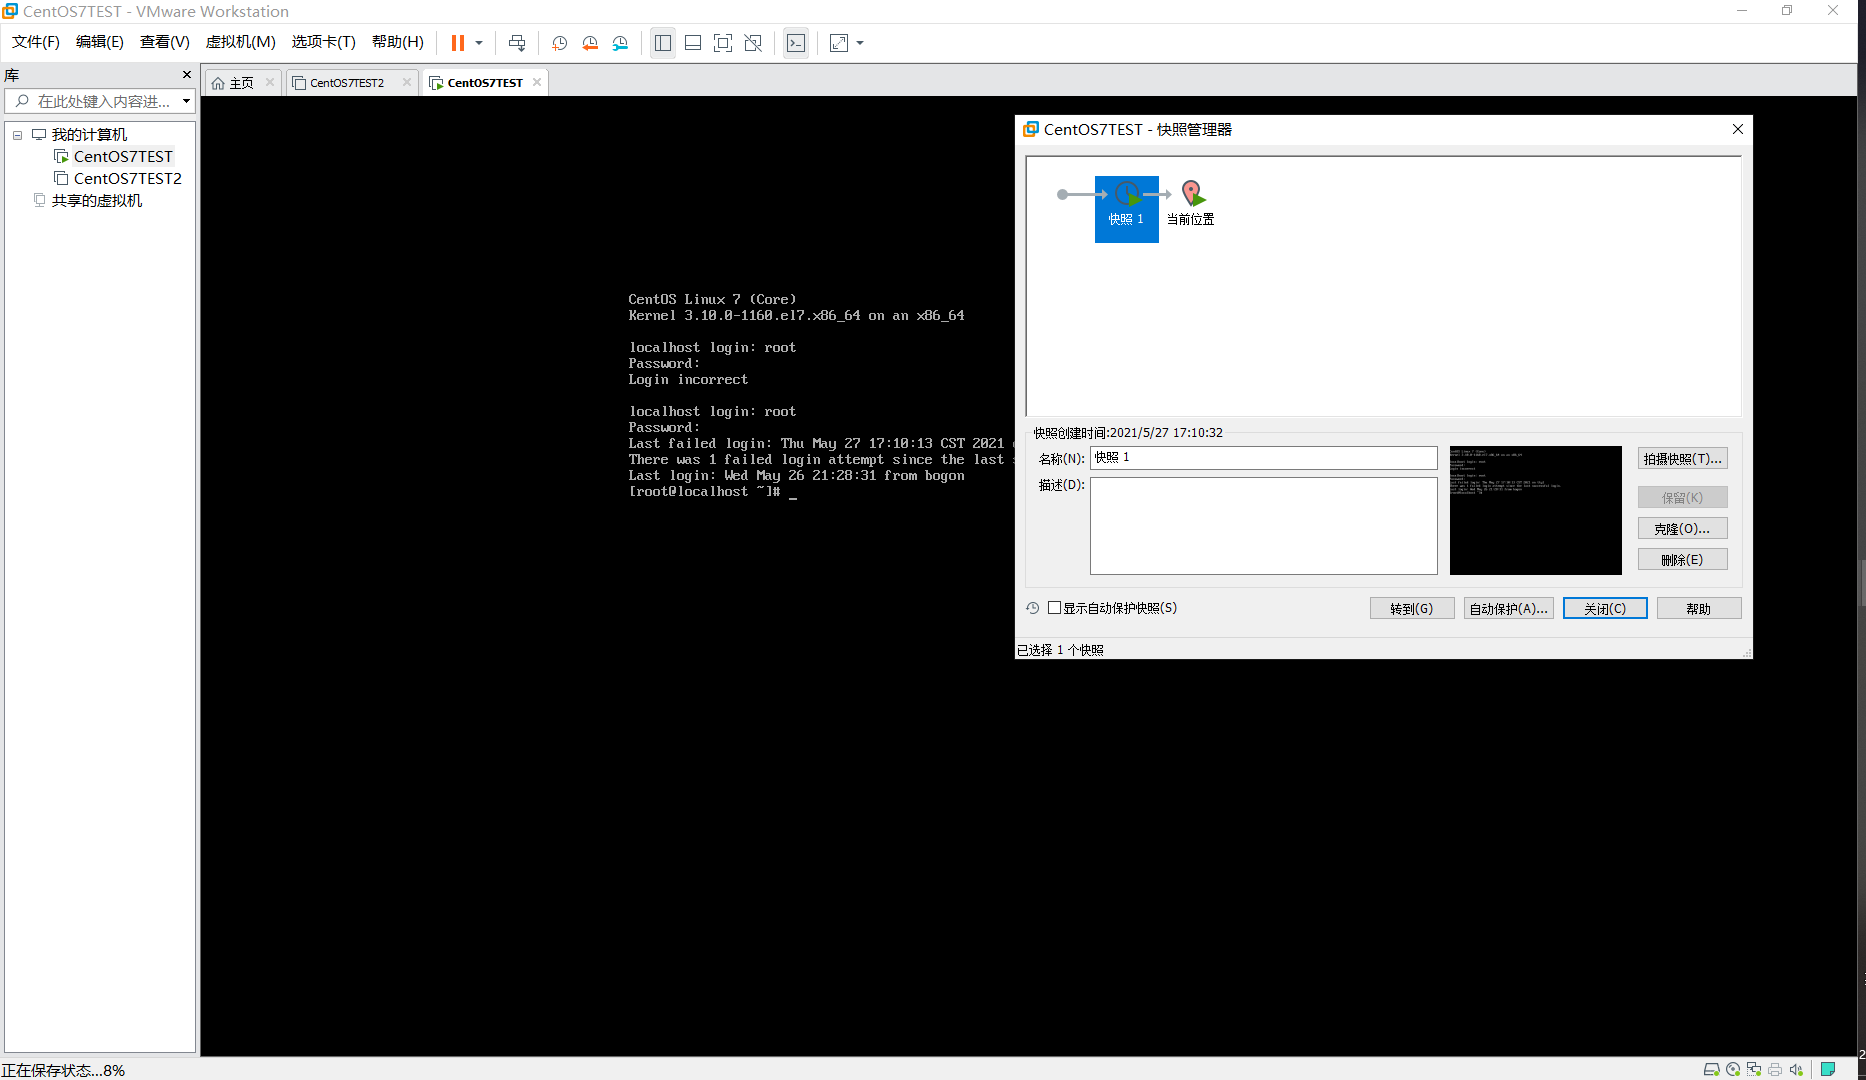 CentOS7TEST - VMware Workstation
文件(F) 编辑(E) 查看(V) 虚拟机(M) 选项卡(T) 帮助(H)
库
在此处键入内容进...
我的计算机
CentOS7TEST
CentOS7TEST2
共享的虚拟机
主页 CentOS7TEST2 CentOS7TEST
CentOS Linux 7 (Core)
Kernel 3.10.0-1160.el7.x86_64 on an x86_64
localhost login: root
Password:
Login incorrect
localhost login: root
Password:
Last failed login: Thu May 27 17:10:13 CST 2021
There was 1 failed login attempt since the last
Last login: Wed May 26 21:28:31 from bogon
[root@localhost ~]# _
CentOS7TEST - 快照管理器
快照 1
当前位置
快照创建时间:2021/5/27 17:10:32
名称(N): 快照 1
描述(D):
拍摄快照(T)...
保留(K)
克隆(O)...
删除(E)
显示自动保护快照(S)
转到(G) 自动保护(A)... 关闭(C) 帮助
已选择 1 个快照
正在保存状态...8%